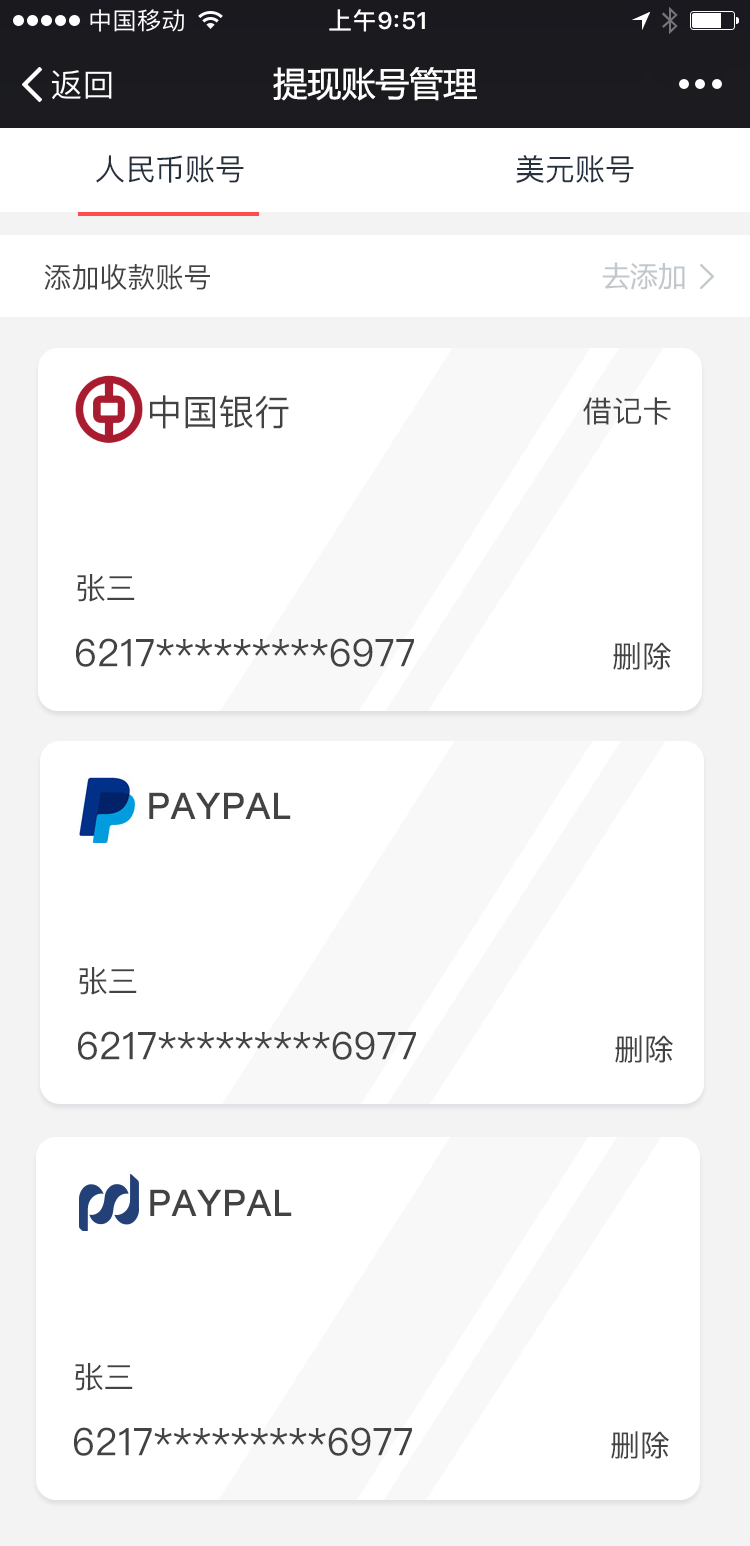 中国移动 上午9:51
返回 提现账号管理
人民币账号 美元账号
添加收款账号 去添加
中国银行 借记卡
张三
6217*********6977 删除
PAYPAL
张三
6217*********6977 删除
PAYPAL
张三
6217*********6977 删除